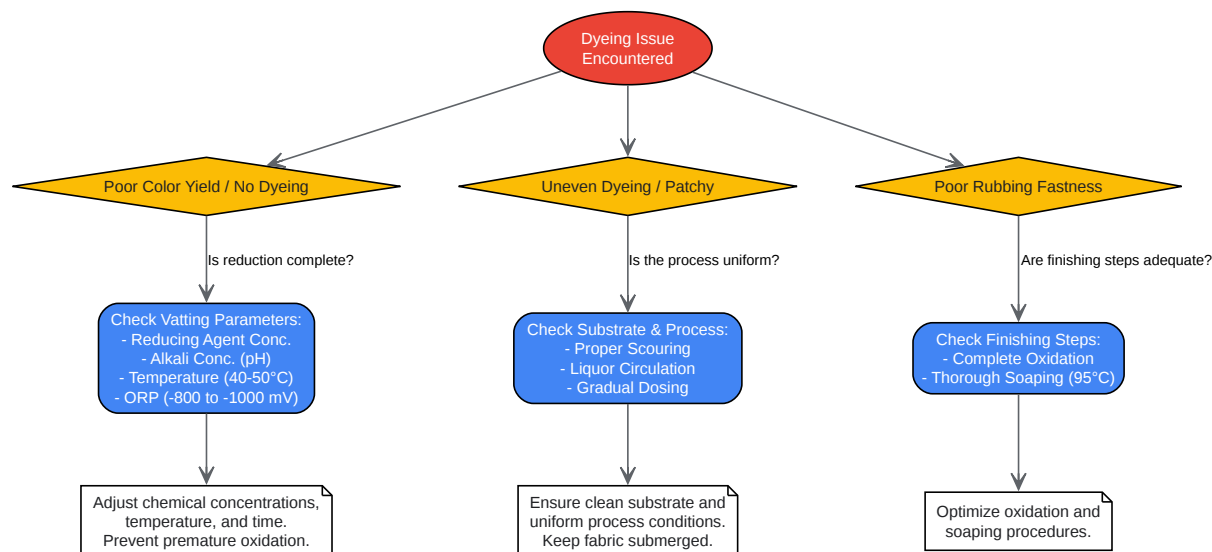 Dyeing Issue
Encountered
Poor Color Yield / No Dyeing
Uneven Dyeing / Patchy
Poor Rubbing Fastness
Is reduction complete?
Is the process uniform?
Are finishing steps adequate?
Check Vatting Parameters:
- Reducing Agent Conc.
- Alkali Conc. (pH)
- Temperature (40-50°C)
- ORP (-800 to -1000 mV)
Check Substrate & Process:
- Proper Scouring
- Liquor Circulation
- Gradual Dosing
Check Finishing Steps:
- Complete Oxidation
- Thorough Soaping (95°C)
Adjust chemical concentrations,
temperature, and time.
Prevent premature oxidation.
Ensure clean substrate and
uniform process conditions.
Keep fabric submerged.
Optimize oxidation and
soaping procedures.